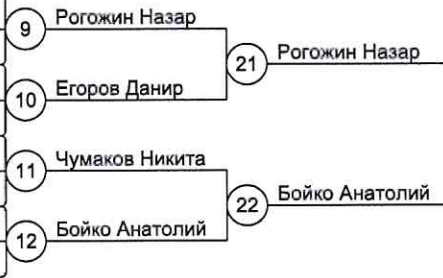 9 Рогожин Назар
21 Рогожин Назар
10 Егоров Данир
11 Чумаков Никита
22 Бойко Анатолий
12 Бойко Анатолий